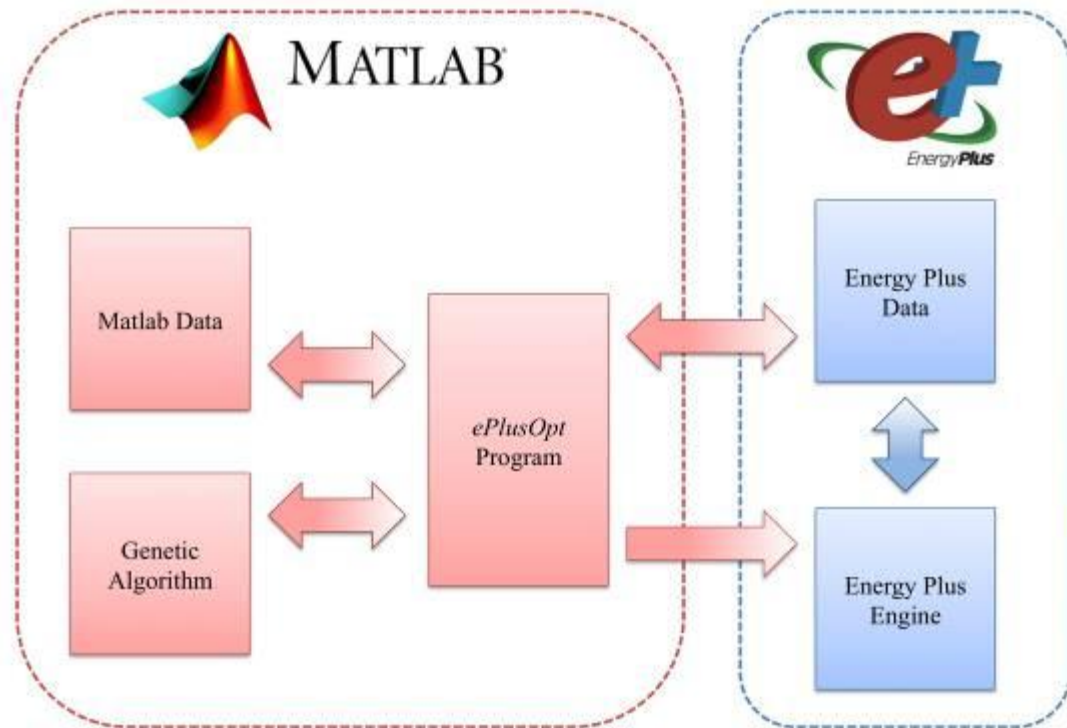 MATLAB®
e+
EnergyPlus
Matlab Data
Genetic
Algorithm
ePlusOpt
Program
Energy Plus
Data
Energy Plus
Engine